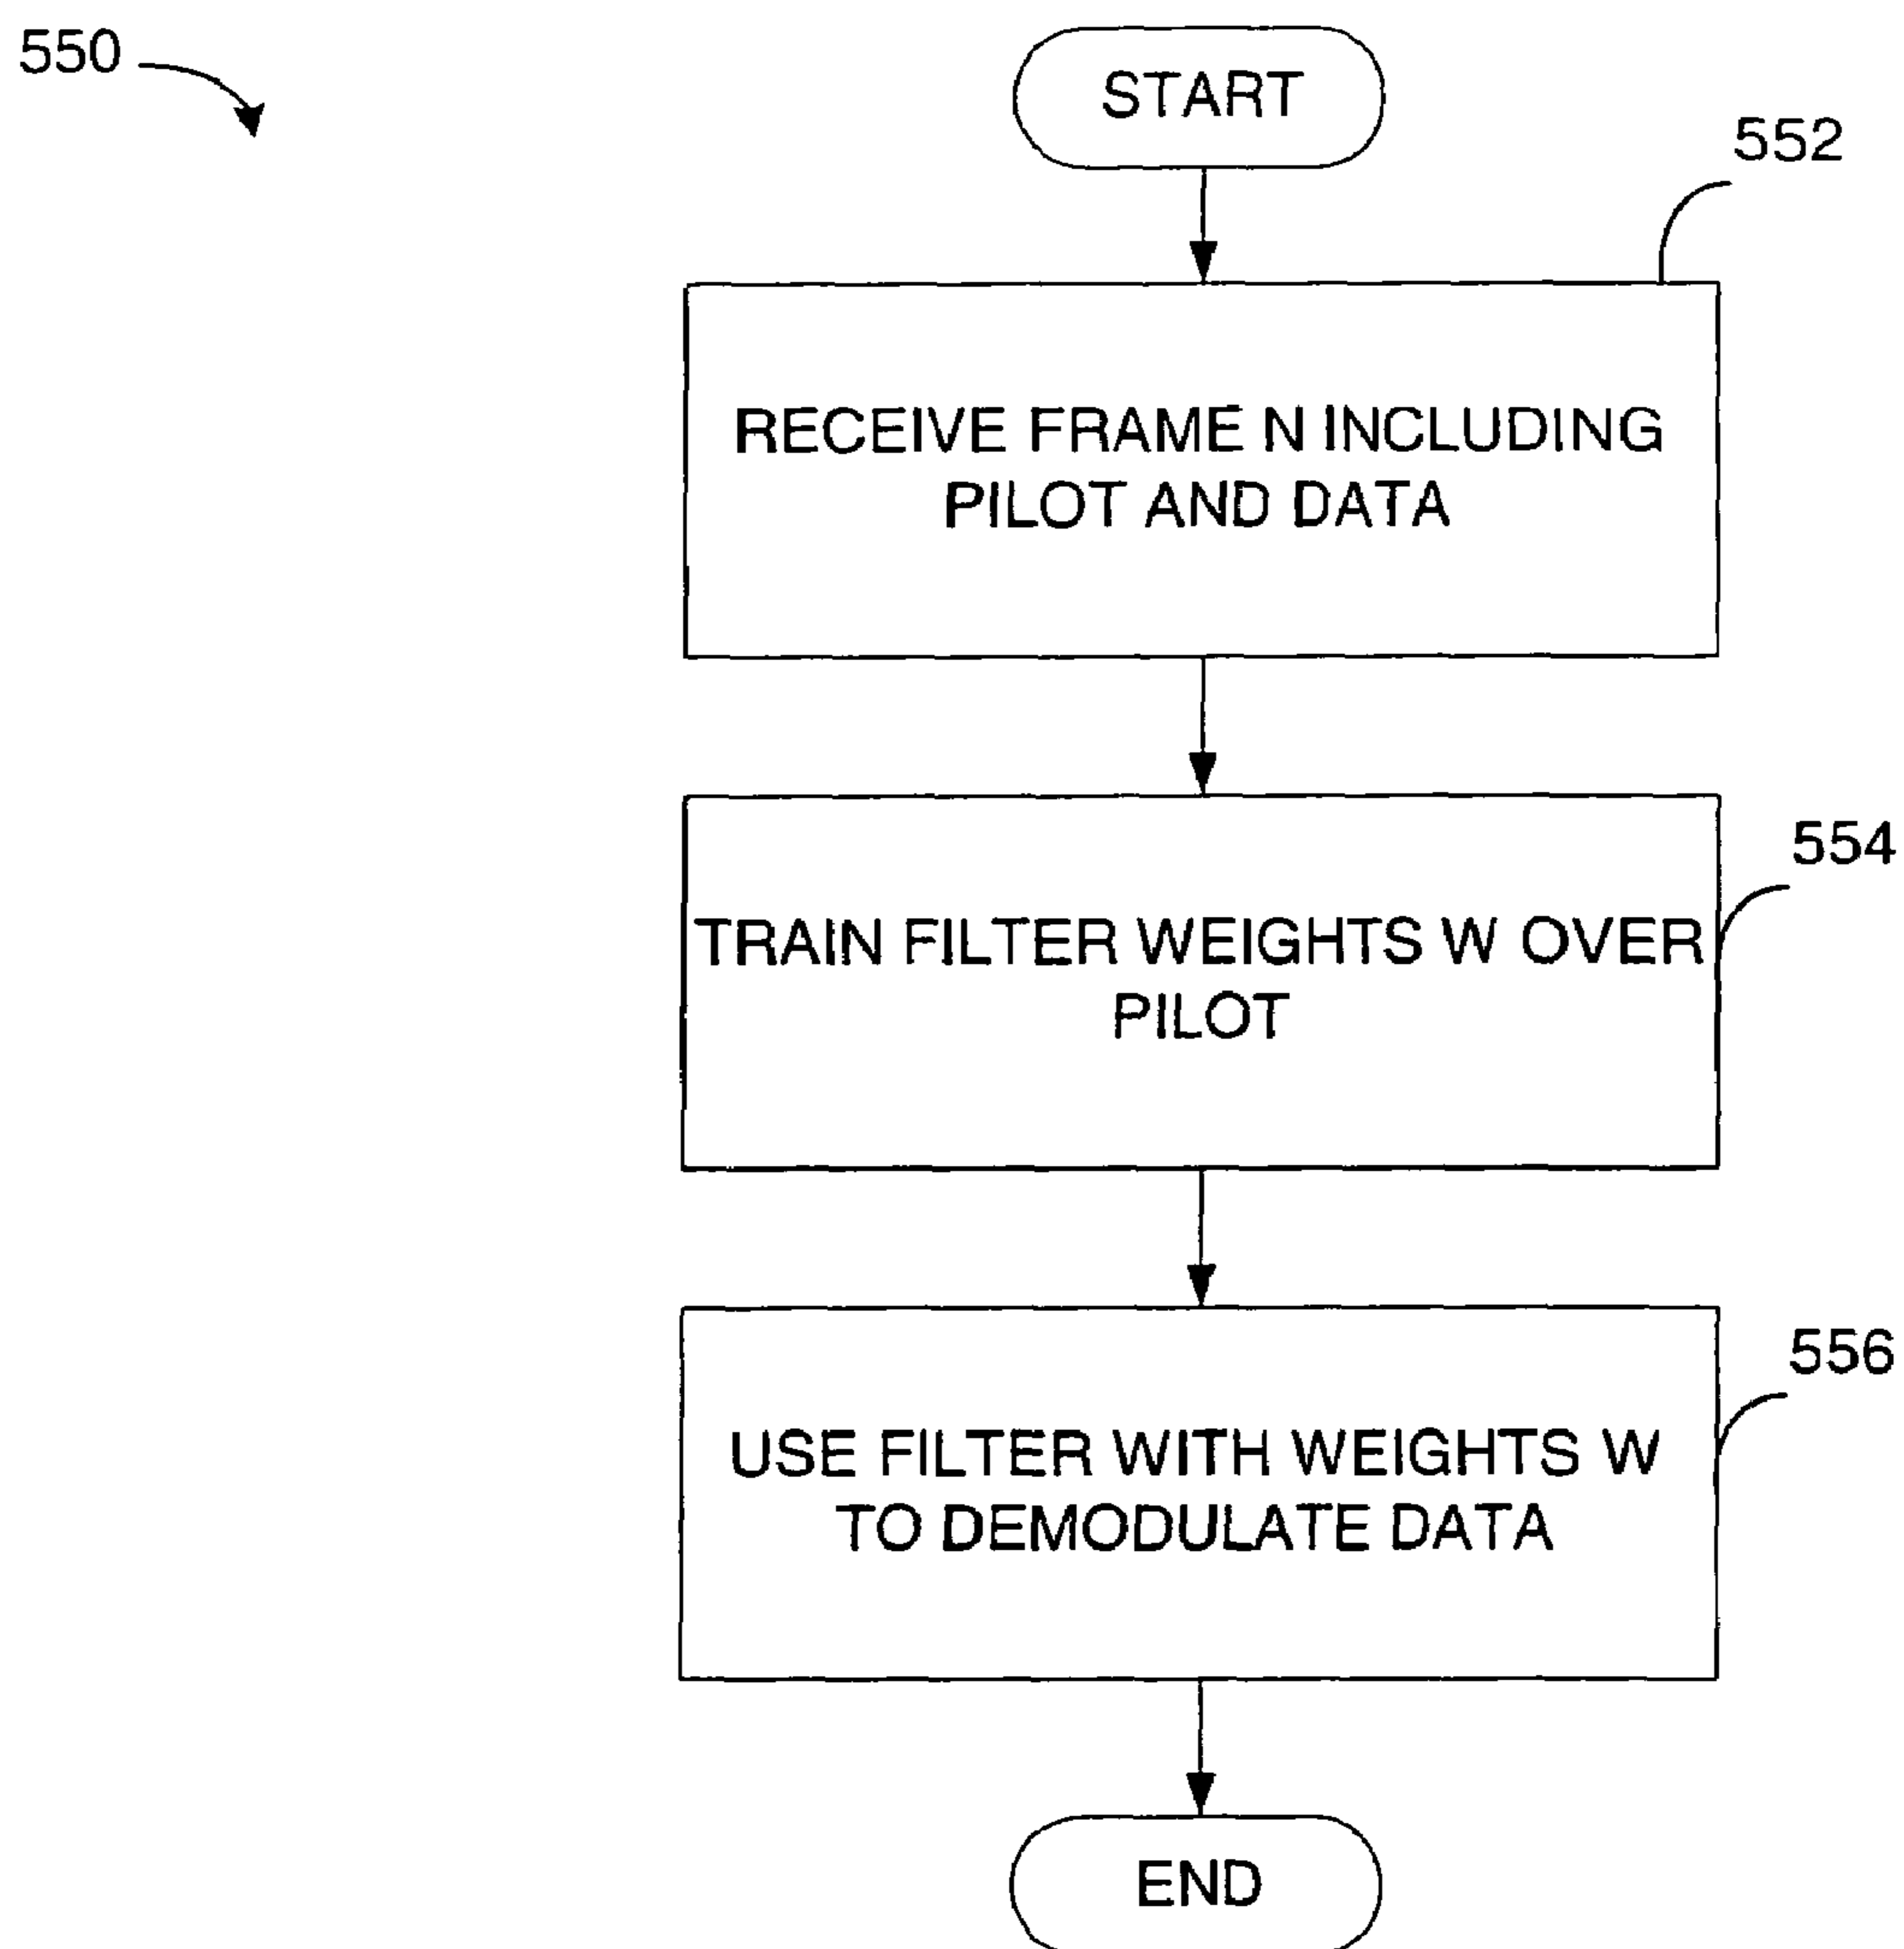 550
START
552
RECEIVE FRAME N INCLUDING
PILOT AND DATA
554
TRAIN FILTER WEIGHTS W OVER
PILOT
556
USE FILTER WITH WEIGHTS W
TO DEMODULATE DATA
END